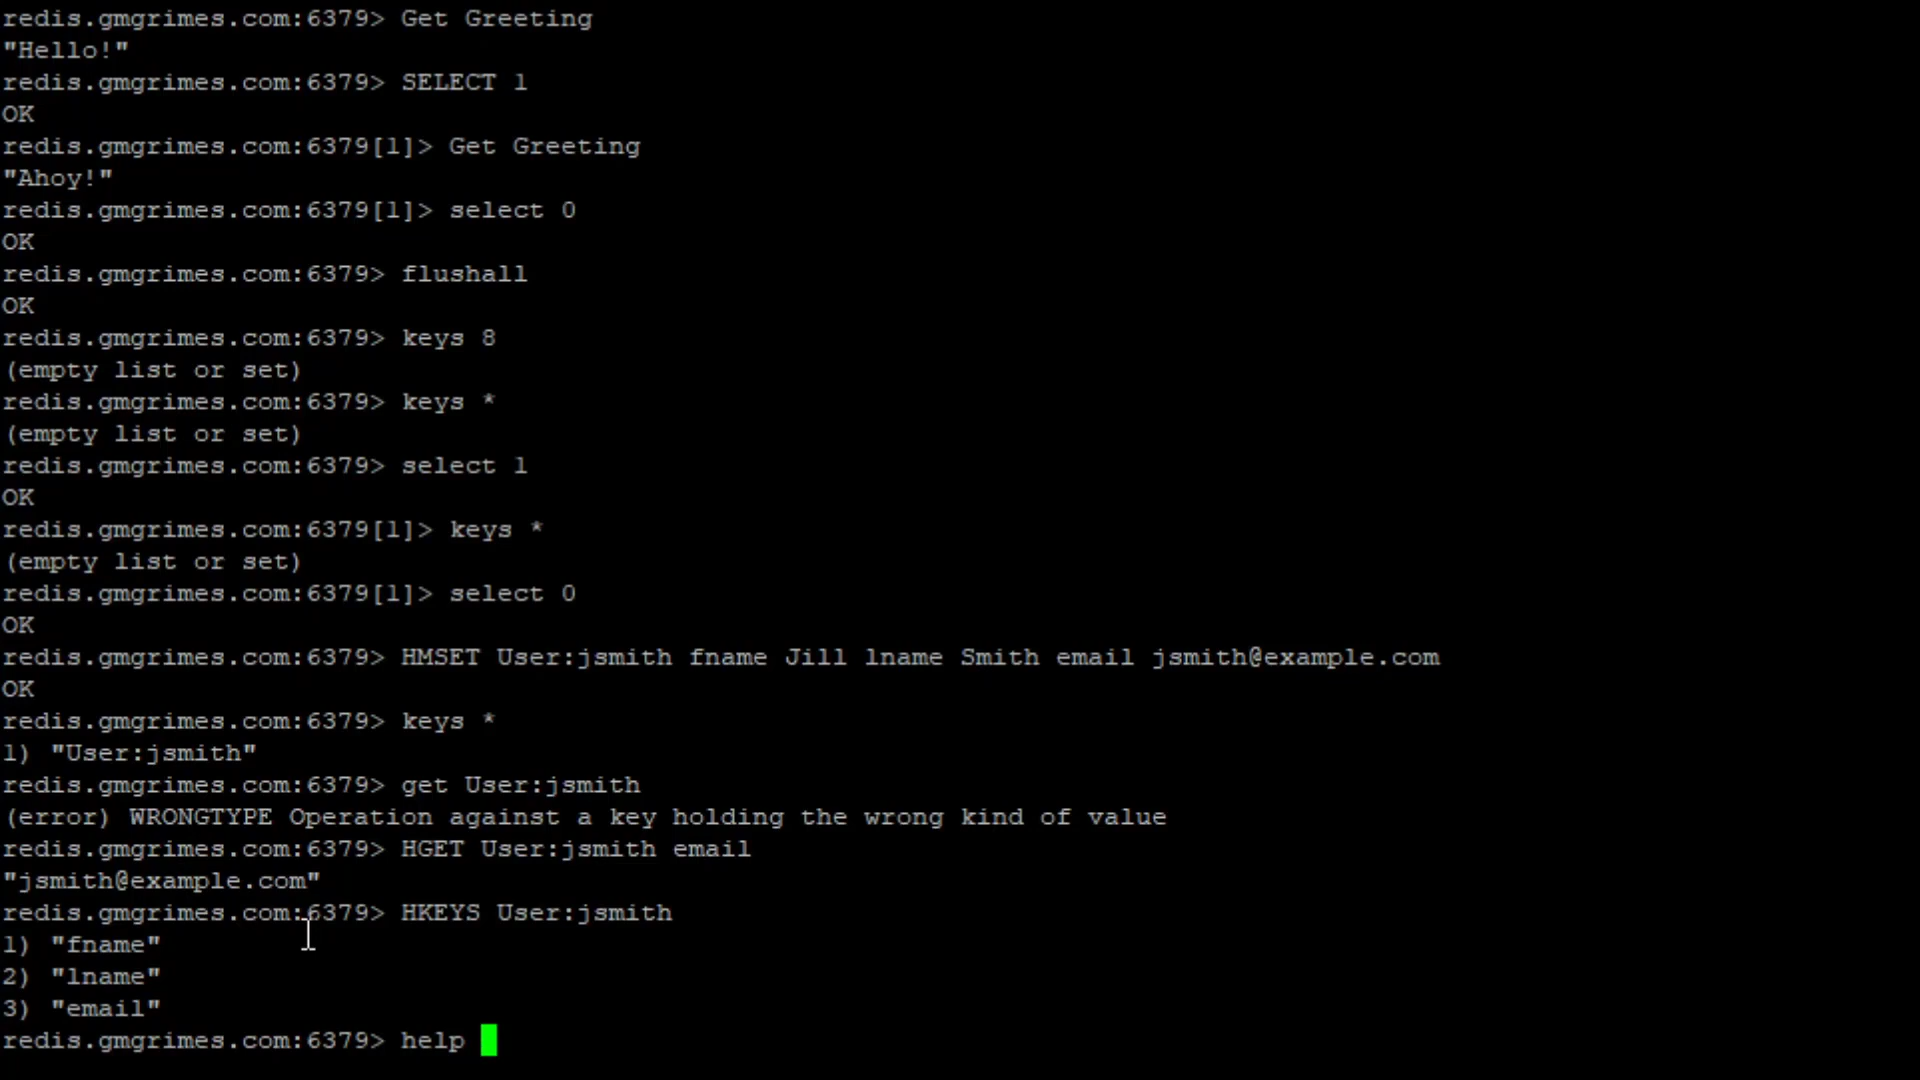 redis.gmgrimes.com:6379> Get Greeting
"Hello!"
redis.gmgrimes.com:6379> SELECT 1
OK
redis.gmgrimes.com:6379[1]> Get Greeting
"Ahoy!"
redis.gmgrimes.com:6379[1]> select 0
OK
redis.gmgrimes.com:6379> flushall
OK
redis.gmgrimes.com:6379> keys 8
(empty list or set)
redis.gmgrimes.com:6379> keys *
(empty list or set)
redis.gmgrimes.com:6379> select 1
OK
redis.gmgrimes.com:6379[1]> keys *
(empty list or set)
redis.gmgrimes.com:6379[1]> select 0
OK
redis.gmgrimes.com:6379> HMSET User:jsmith fname Jill lname Smith email jsmith@example.com
OK
redis.gmgrimes.com:6379> keys *
1) "User:jsmith"
redis.gmgrimes.com:6379> get User:jsmith
(error) WRONGTYPE Operation against a key holding the wrong kind of value
redis.gmgrimes.com:6379> HGET User:jsmith email
"jsmith@example.com"
redis.gmgrimes.com:6379> HKEYS User:jsmith
1) "fname"
2) "lname"
3) "email"
redis.gmgrimes.com:6379> help